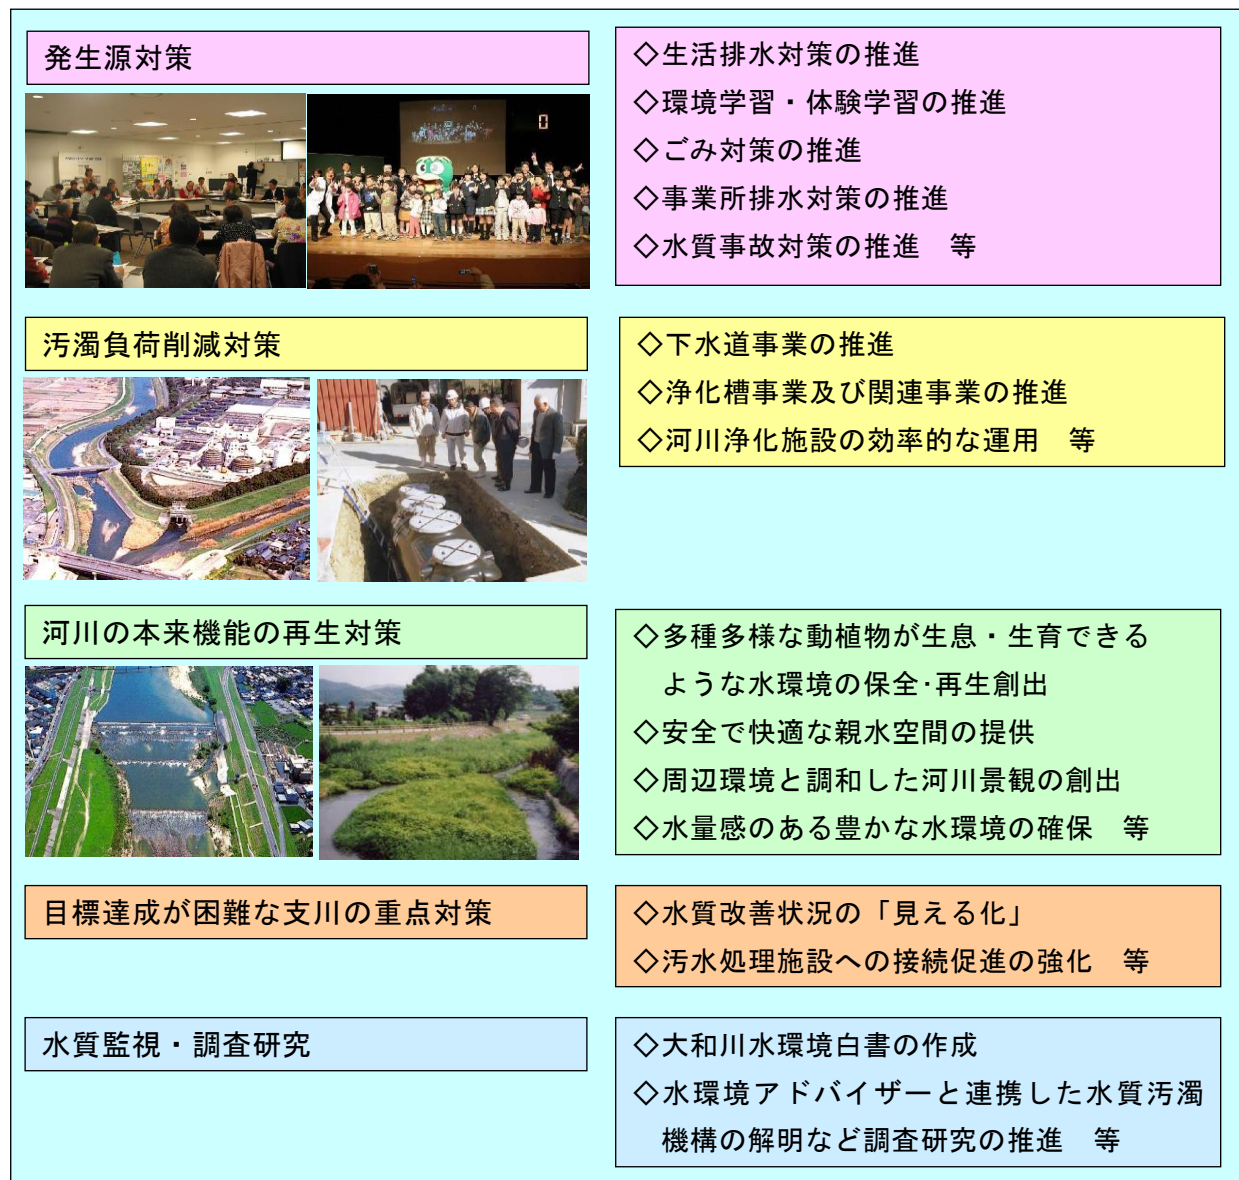 発生源対策
◇生活排水対策の推進
◇環境学習・体験学習の推進
◇ごみ対策の推進
◇事業所排水対策の推進
◇水質事故対策の推進　等
汚濁負荷削減対策
◇下水道事業の推進
◇浄化槽事業及び関連事業の推進
◇河川浄化施設の効率的な運用　等
河川の本来機能の再生対策
◇多種多様な動植物が生息・生育できる
ような水環境の保全・再生創出
◇安全で快適な親水空間の提供
◇周辺環境と調和した河川景観の創出
◇水量感のある豊かな水環境の確保　等
目標達成が困難な支川の重点対策
◇水質改善状況の「見える化」
◇汚水処理施設への接続促進の強化　等
水質監視・調査研究
◇大和川水環境白書の作成
◇水環境アドバイザーと連携した水質汚濁
機構の解明など調査研究の推進　等